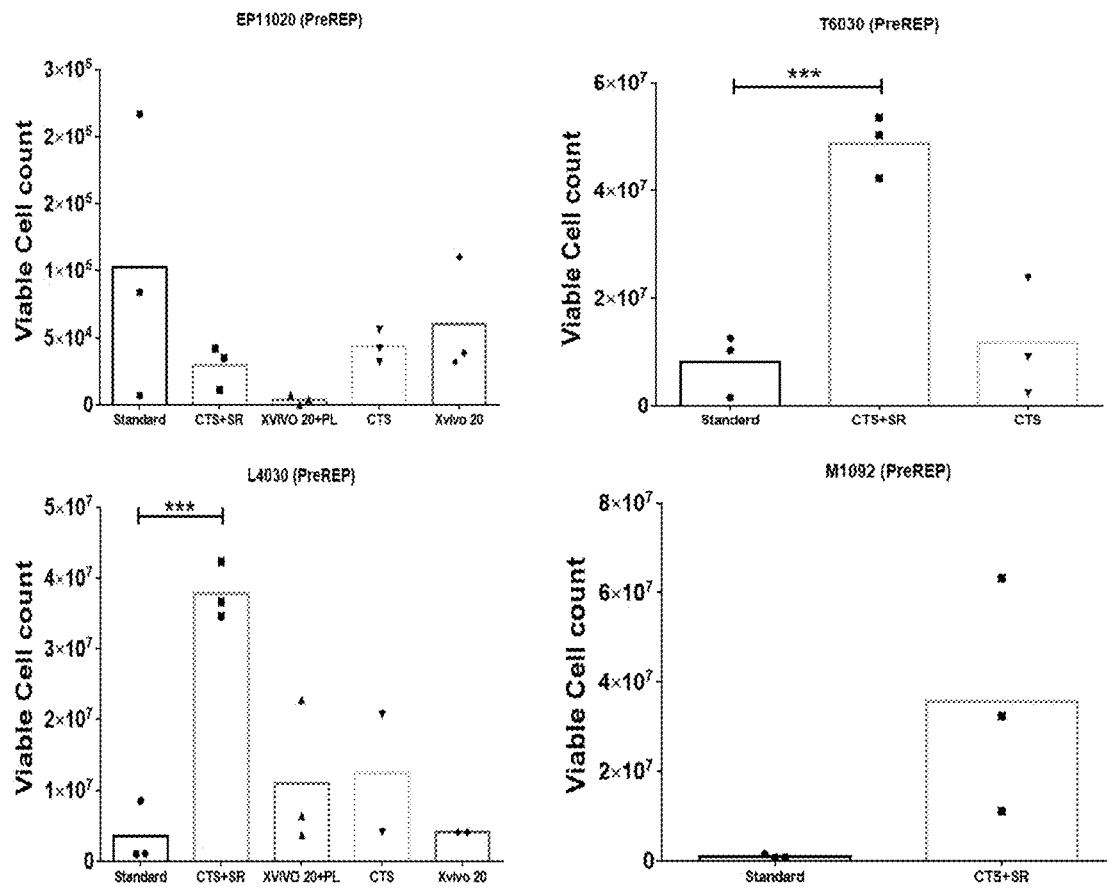 EP11020 (PreREP)
Viable Cell count
3×10⁵
2×10⁵
2×10⁵
1×10⁵
5×10⁴
0
Standard CTS+SR XVIVO 20+PL CTS Xvivo 20
T6030 (PreREP)
Viable Cell count
6×10⁷
4×10⁷
2×10⁷
0
***
Standard CTS+SR CTS
L4030 (PreREP)
Viable Cell count
5×10⁷
4×10⁷
3×10⁷
2×10⁷
1×10⁷
0
***
Standard CTS+SR XVIVO 20+PL CTS Xvivo 20
M1092 (PreREP)
Viable Cell count
8×10⁷
6×10⁷
4×10⁷
2×10⁷
0
Standard CTS+SR